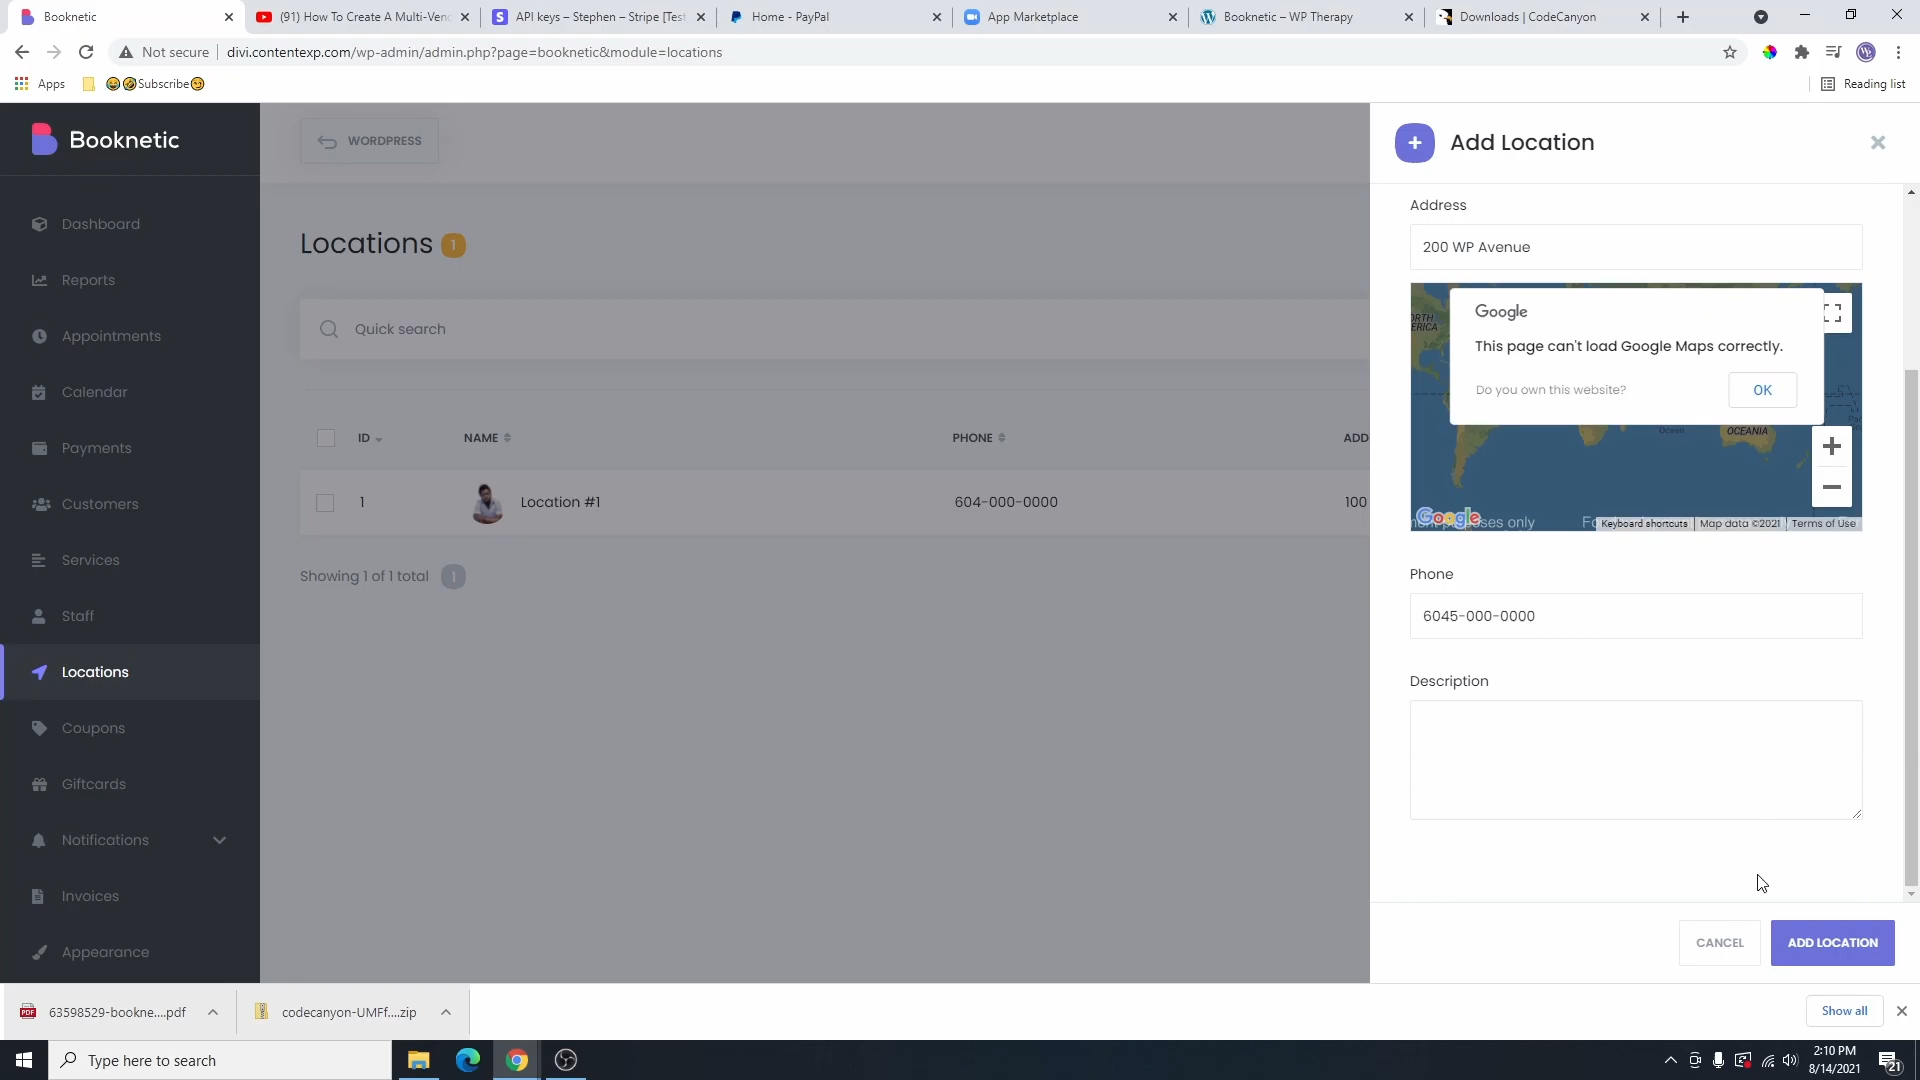 Booknetic
(91) How To Create A Multi-Vend
API keys – Stephen – Stripe [Test
Home - PayPal
App Marketplace
Booknetic – WP Therapy
Downloads | CodeCanyon
Not secure
divi.contentexp.com/wp-admin/admin.php?page=booknetic&module=locations
Apps
Subscribe
Reading list
Booknetic
Dashboard
Reports
Appointments
Calendar
Payments
Customers
Services
Staff
Locations
Coupons
Giftcards
Notifications
Invoices
Appearance
WORDPRESS
Locations 1
Quick search
ID NAME PHONE ADD
1 Location #1 604-000-0000 100
Showing 1 of 1 total 1
+ Add Location
Address
200 WP Avenue
Google
This page can't load Google Maps correctly.
Do you own this website?
OK
OCEANIA
Google
Keyboard shortcuts Map data ©2021 Terms of Use
Phone
6045-000-0000
Description
CANCEL
ADD LOCATION
63598529-bookne....pdf
codecanyon-UMFf....zip
Show all
Type here to search
2:10 PM
8/14/2021
21